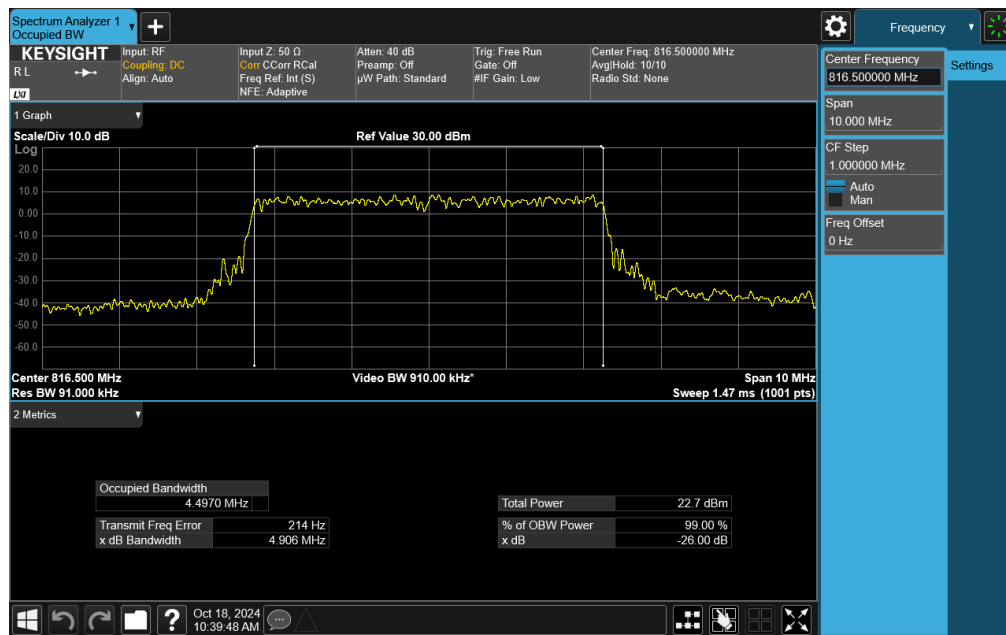 Spectrum Analyzer 1
Occupied BW
Frequency
KEYSIGHT
R L
LXI
Input: RF
Coupling: DC
Align: Auto
Input Z: 50 Ω
Corr CCorr RCal
Freq Ref: Int (S)
NFE: Adaptive
Atten: 40 dB
Preamp: Off
µW Path: Standard
Trig: Free Run
Gate: Off
#IF Gain: Low
Center Freq: 816.500000 MHz
Avg|Hold: 10/10
Radio Std: None
Center Frequency
816.500000 MHz
Settings
Span
10.000 MHz
CF Step
1.000000 MHz
Auto
Man
Freq Offset
0 Hz
1 Graph
Scale/Div 10.0 dB
Ref Value 30.00 dBm
Log
20.0
10.0
0.00
-10.0
-20.0
-30.0
-40.0
-50.0
-60.0
Center 816.500 MHz
Video BW 910.00 kHz*
Span 10 MHz
Res BW 91.000 kHz
Sweep 1.47 ms (1001 pts)
2 Metrics
Occupied Bandwidth
4.4970 MHz
Total Power 22.7 dBm
Transmit Freq Error 214 Hz
% of OBW Power 99.00 %
x dB Bandwidth 4.906 MHz
x dB -26.00 dB
?
Oct 18, 2024
10:39:48 AM